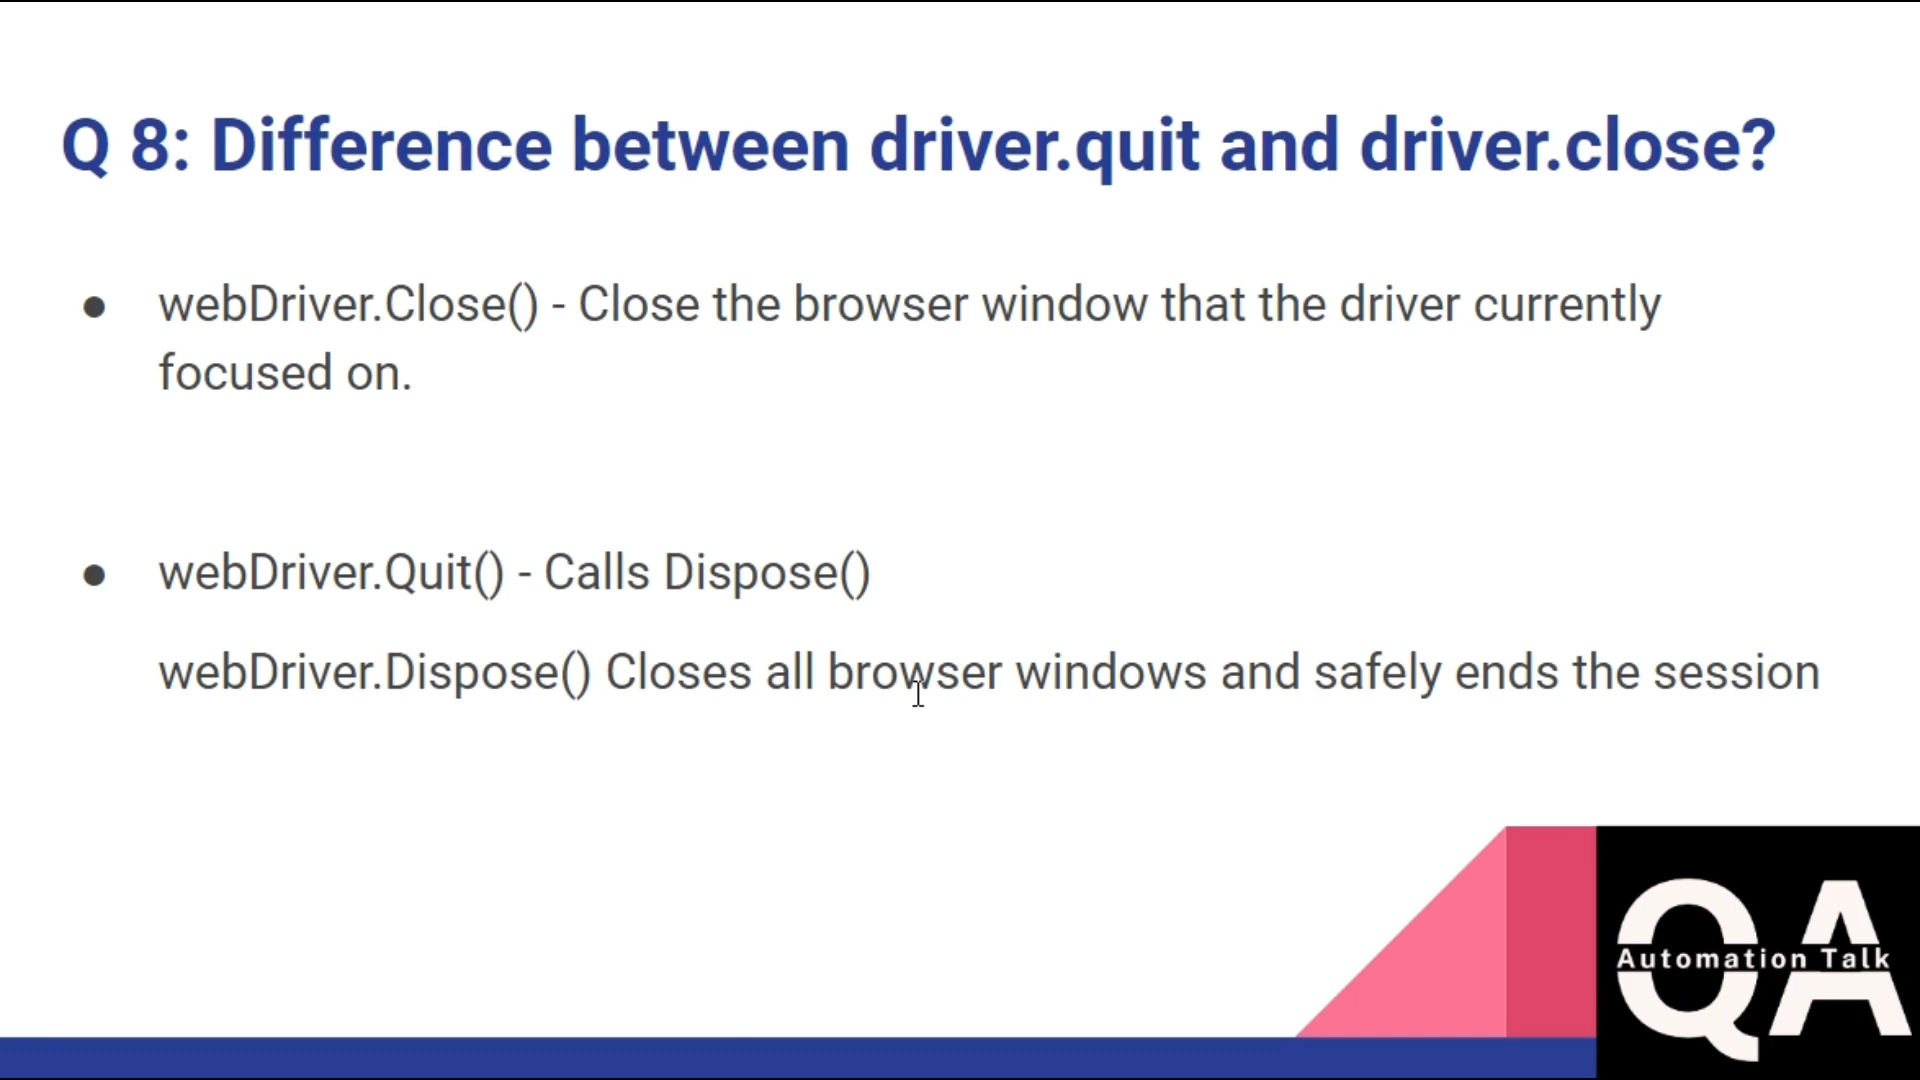 Q 8: Difference between driver.quit and driver.close?
● webDriver.Close() - Close the browser window that the driver currently
focused on.
● webDriver.Quit() - Calls Dispose()
webDriver.Dispose() Closes all browser windows and safely ends the session
QA
Automation Talk